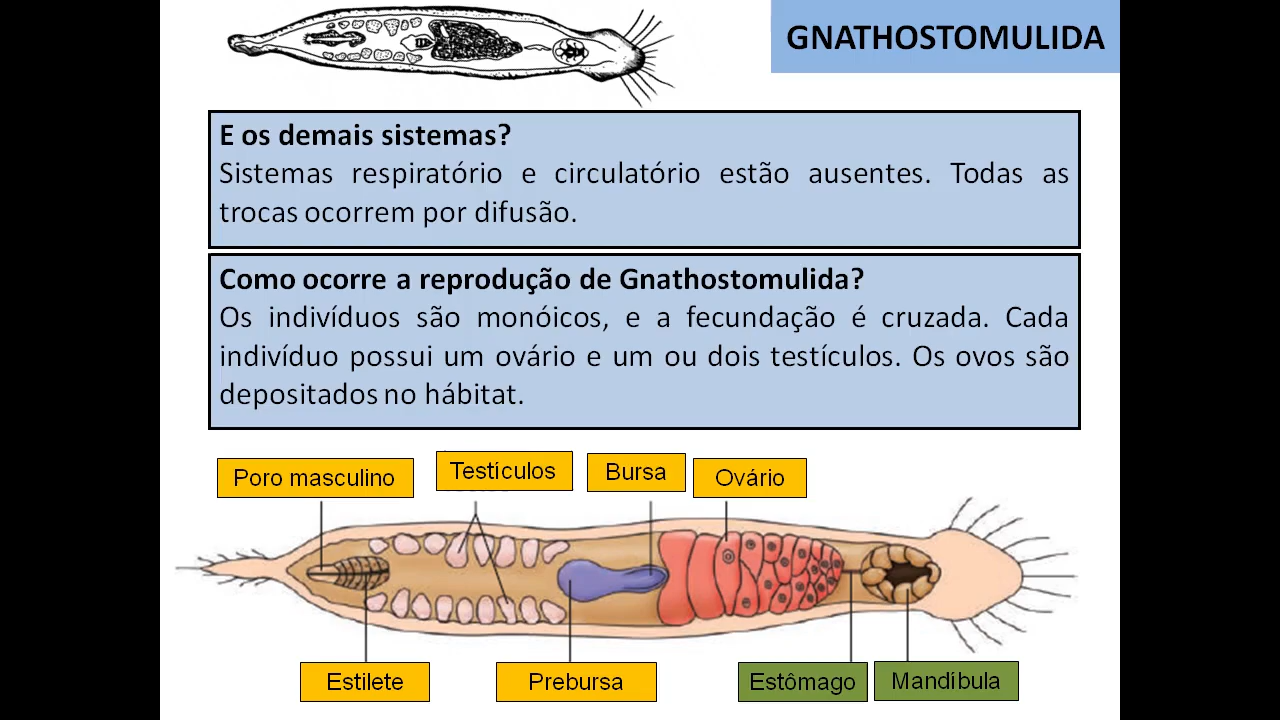 GNATHOSTOMULIDA
E os demais sistemas?
Sistemas respiratório e circulatório estão ausentes. Todas as
trocas ocorrem por difusão.
Como ocorre a reprodução de Gnathostomulida?
Os indivíduos são monóicos, e a fecundação é cruzada. Cada
indivíduo possui um ovário e um ou dois testículos. Os ovos são
depositados no hábitat.
Poro masculino
Testículos
Bursa
Ovário
Estilete
Prebursa
Estômago
Mandíbula